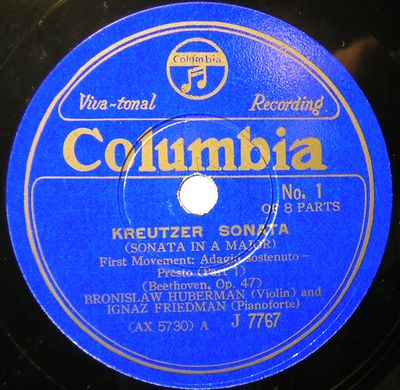 Columbia
Viva-tonal Recording
Columbia
No. 1
OF 8 PARTS
KREUTZER SONATA
(SONATA IN A MAJOR)
First Movement: Adagio sostenuto—
Presto (Part 1)
(Beethoven, Op. 47)
BRONISLAW HUBERMAN (Violin) and
IGNAZ FRIEDMAN (Pianoforte)
(AX 5730) A J 7767